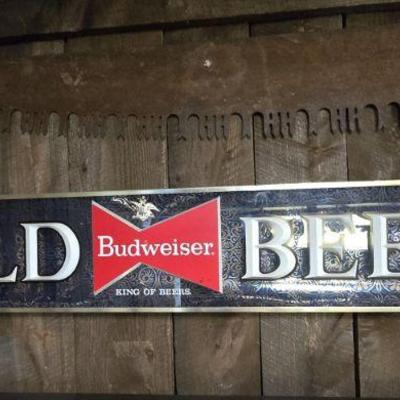 LD Budweiser. BEE
KING OF BEERS.